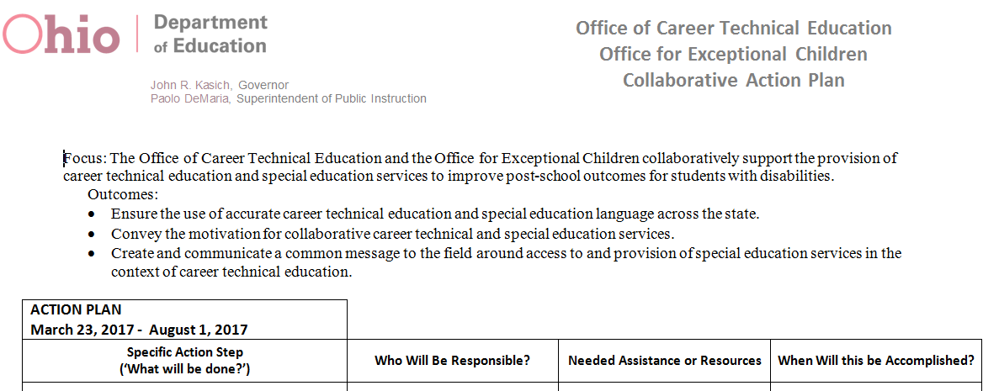 Ohio
Department
of Education
John R. Kasich, Governor
Paolo DeMaria, Superintendent of Public Instruction
Office of Career Technical Education
Office for Exceptional Children
Collaborative Action Plan
Focus: The Office of Career Technical Education and the Office for Exceptional Children collaboratively support the provision of
career technical education and special education services to improve post-school outcomes for students with disabilities.
Outcomes:
• Ensure the use of accurate career technical education and special education language across the state.
• Convey the motivation for collaborative career technical and special education services.
• Create and communicate a common message to the field around access to and provision of special education services in the
context of career technical education.
ACTION PLAN
March 23, 2017 - August 1, 2017
Specific Action Step
(‘What will be done?’)
Who Will Be Responsible?
Needed Assistance or Resources
When Will this be Accomplished?